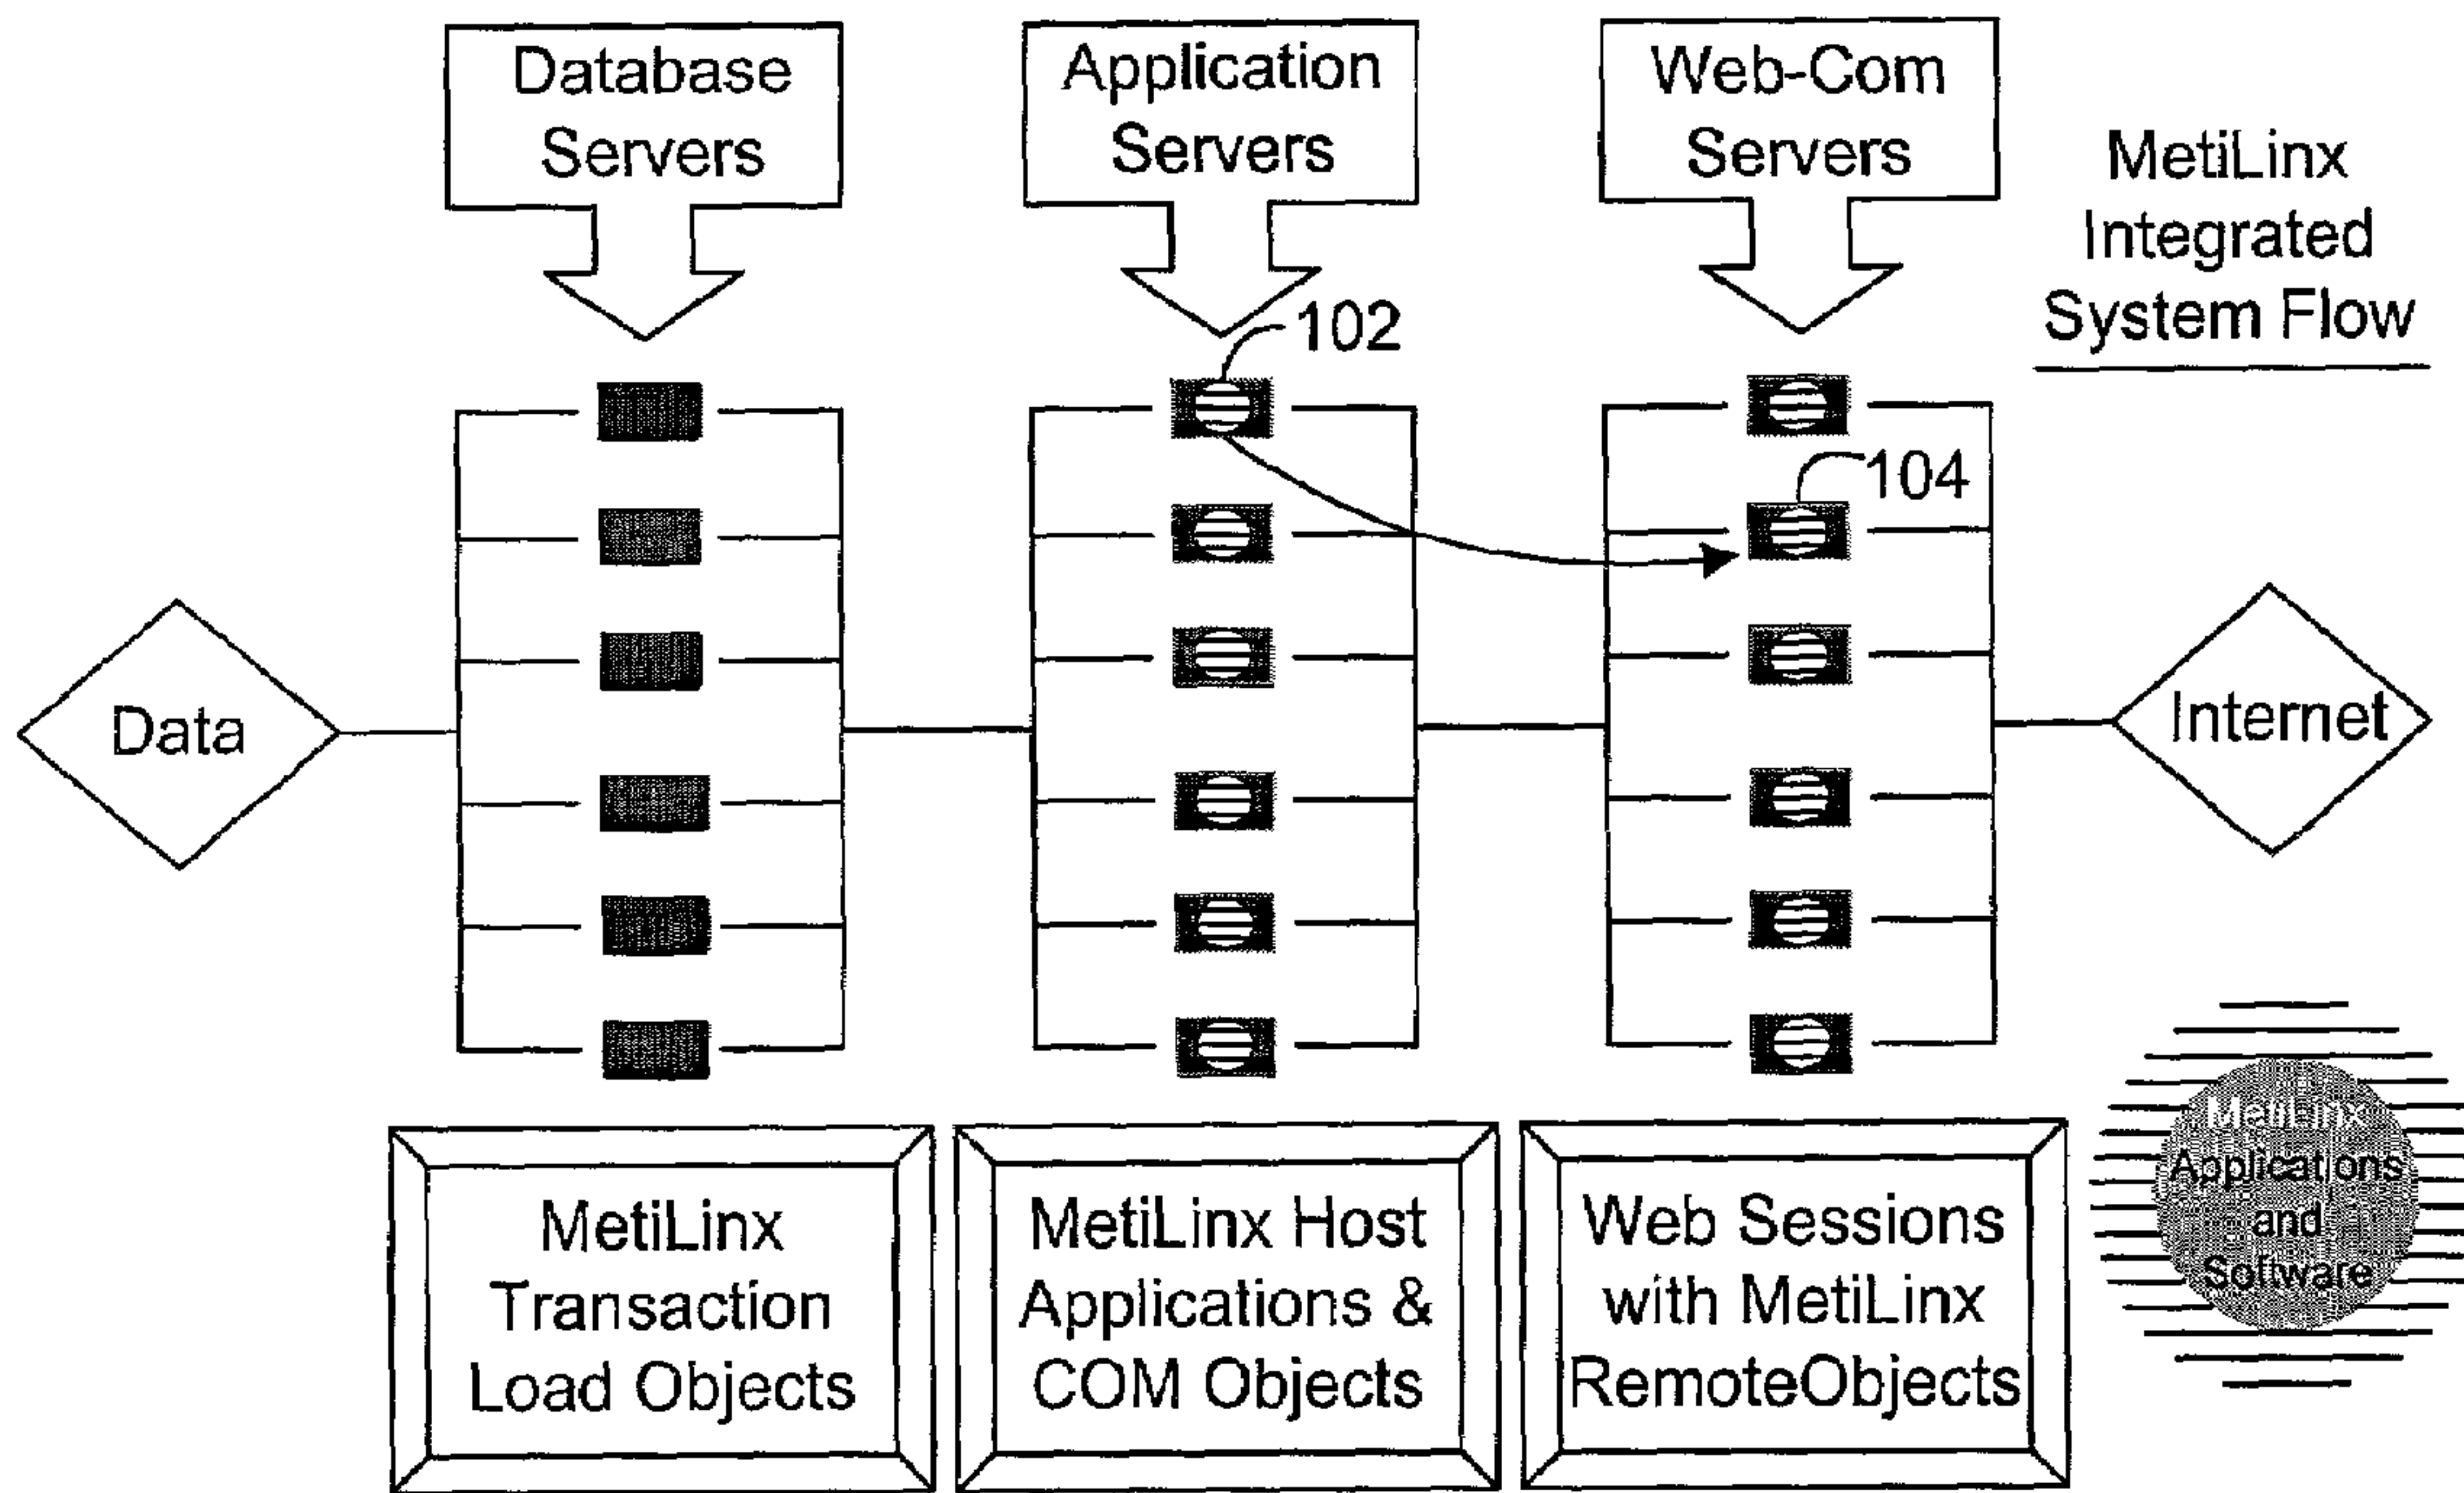 Database
Servers
Application
Servers
Web-Com
Servers
MetiLinx
Integrated
System Flow
102
104
Data
Internet
MetiLinx
Transaction
Load Objects
MetiLinx Host
Applications &
COM Objects
Web Sessions
with MetiLinx
RemoteObjects
MetiLinx
Applications
and
Software